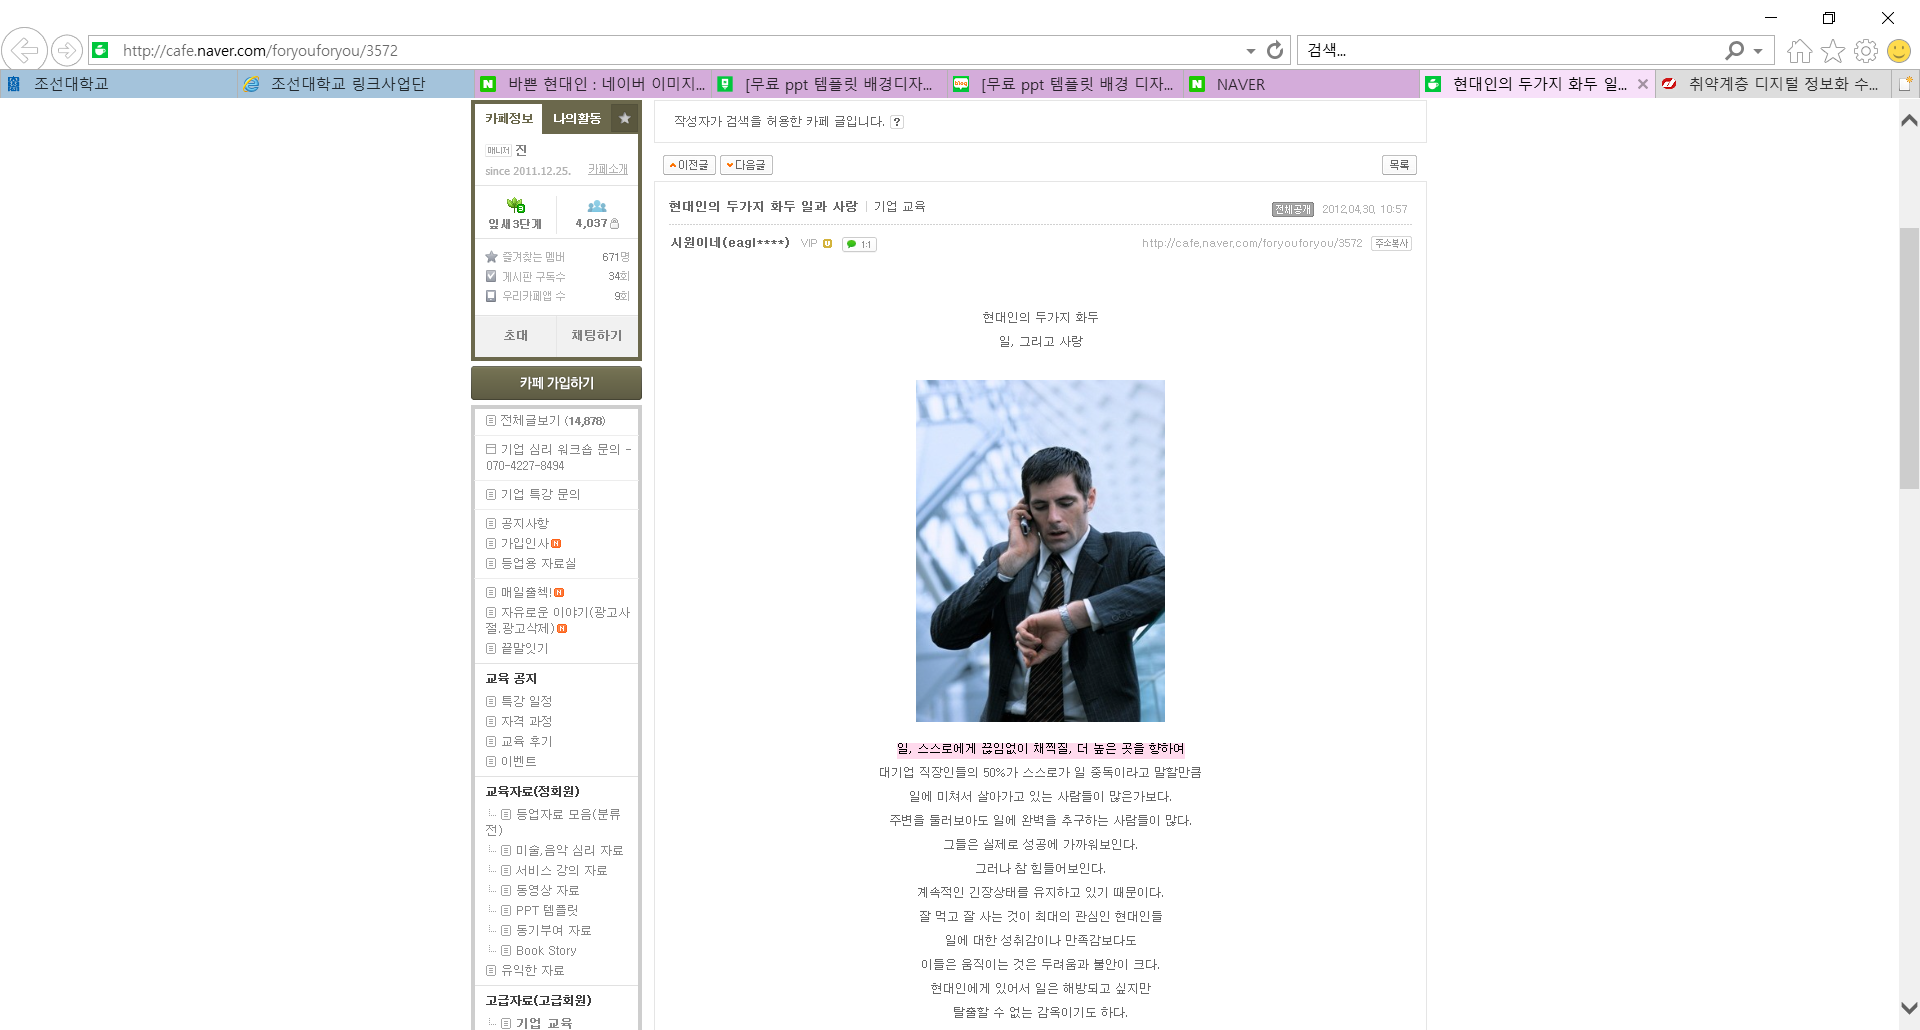 http://cafe.naver.com/foryouforyou/3572
검색...
조선대학교
조선대학교 링크사업단
바쁜 현대인 : 네이버 이미지...
[무료 ppt 템플릿 배경디자...
[무료 ppt 템플릿 배경 디자...
NAVER
현대인의 두가지 화두 일...
취약계층 디지털 정보화 수...
카페정보
나의활동
매니저 진
since 2011.12.25.
카페소개
잎새3단계
4,037
즐겨찾는 멤버 671명
게시판 구독수 34회
우리카페앱 수 9회
초대
채팅하기
카페 가입하기
전체글보기 (14,878)
기업 심리 워크숍 문의 -
070-4227-8494
기업 특강 문의
공지사항
가입인사 N
등업용 자료실
매일출첵! N
자유로운 이야기(광고사
절.광고삭제) N
끝말잇기
교육 공지
특강 일정
자격 과정
교육 후기
이벤트
교육자료(정회원)
등업자료 모음(분류
전)
미술,음악 심리 자료
서비스 강의 자료
동영상 자료
PPT 템플릿
동기부여 자료
Book Story
유익한 자료
고급자료(고급회원)
기업 교육
작성자가 검색을 허용한 카페 글입니다. ?
이전글
다음글
목록
현대인의 두가지 화두 일과 사랑 | 기업 교육
전체공개 2012.04.30. 10:57
시원이네(eagl****) VIP 1:1
http://cafe.naver.com/foryouforyou/3572 주소복사
현대인의 두가지 화두
일, 그리고 사랑
일, 스스로에게 끊임없이 채찍질, 더 높은 곳을 향하여
대기업 직장인들의 50%가 스스로가 일 중독이라고 말할만큼
일에 미쳐서 살아가고 있는 사람들이 많은가보다.
주변을 둘러보아도 일에 완벽을 추구하는 사람들이 많다.
그들은 실제로 성공에 가까워보인다.
그러나 참 힘들어보인다.
계속적인 긴장상태를 유지하고 있기 때문이다.
잘 먹고 잘 사는 것이 최대의 관심인 현대인들
일에 대한 성취감이나 만족감보다도
이들은 움직이는 것은 두려움과 불안이 크다.
현대인에게 있어서 일은 해방되고 싶지만
탈출할 수 없는 감옥이기도 하다.